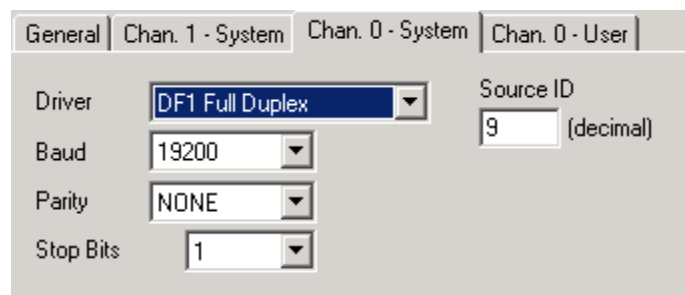 General Chan. 1 - System Chan. 0 - System Chan. 0 - User
Driver DF1 Full Duplex Source ID
9 (decimal)
Baud 19200
Parity NONE
Stop Bits 1